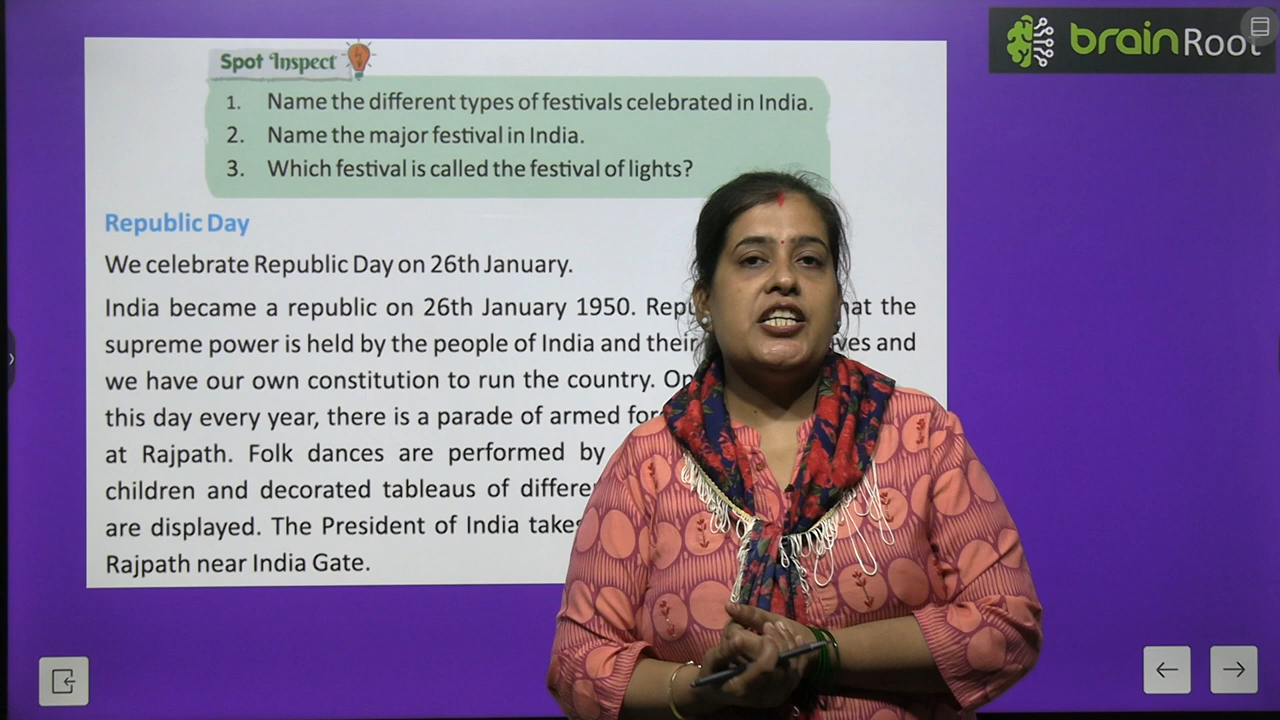 brainRoot
Spot Inspect
1. Name the different types of festivals celebrated in India.
2. Name the major festival in India.
3. Which festival is called the festival of lights?
Republic Day
We celebrate Republic Day on 26th January.
India became a republic on 26th January 1950. the
supreme power is held by the people of India and their and
we have our own constitution to run the country.
this day every year, there is a parade of armed
at Rajpath. Folk dances are performed by
children and decorated tableaus of
are displayed. The President of India
Rajpath near India Gate.